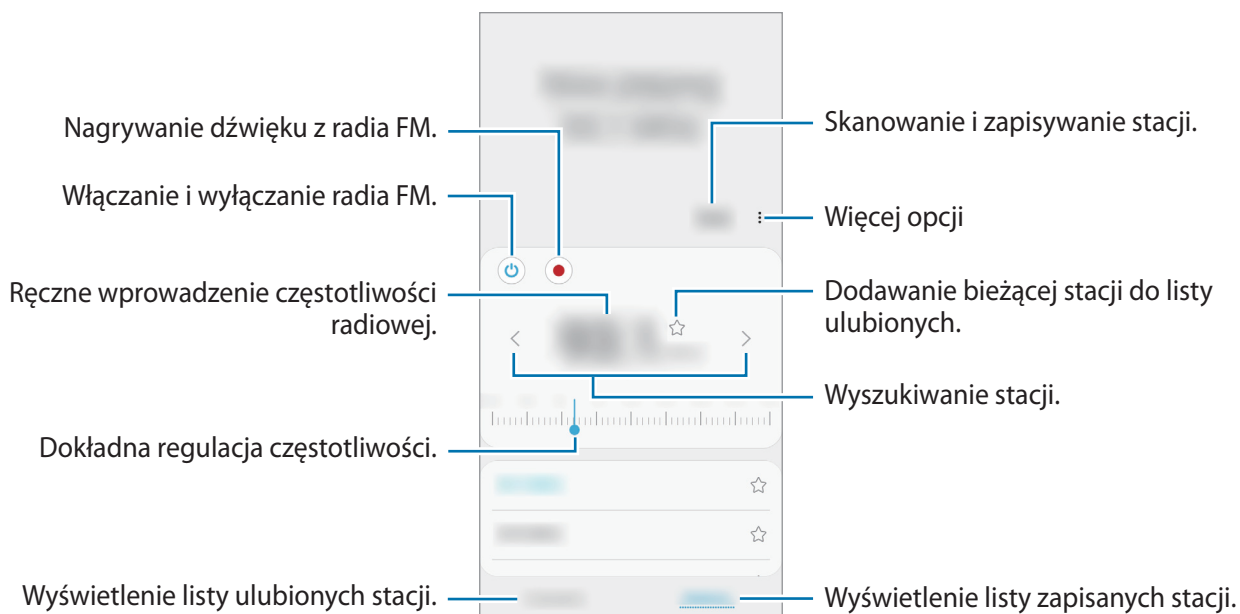 Nagrywanie dźwięku z radia FM.
Włączanie i wyłączanie radia FM.
Ręczne wprowadzenie częstotliwości
radiowej.
Dokładna regulacja częstotliwości.
Wyświetlenie listy ulubionych stacji.
Skanowanie i zapisywanie stacji.
Więcej opcji
Dodawanie bieżącej stacji do listy
ulubionych.
Wyszukiwanie stacji.
Wyświetlenie listy zapisanych stacji.